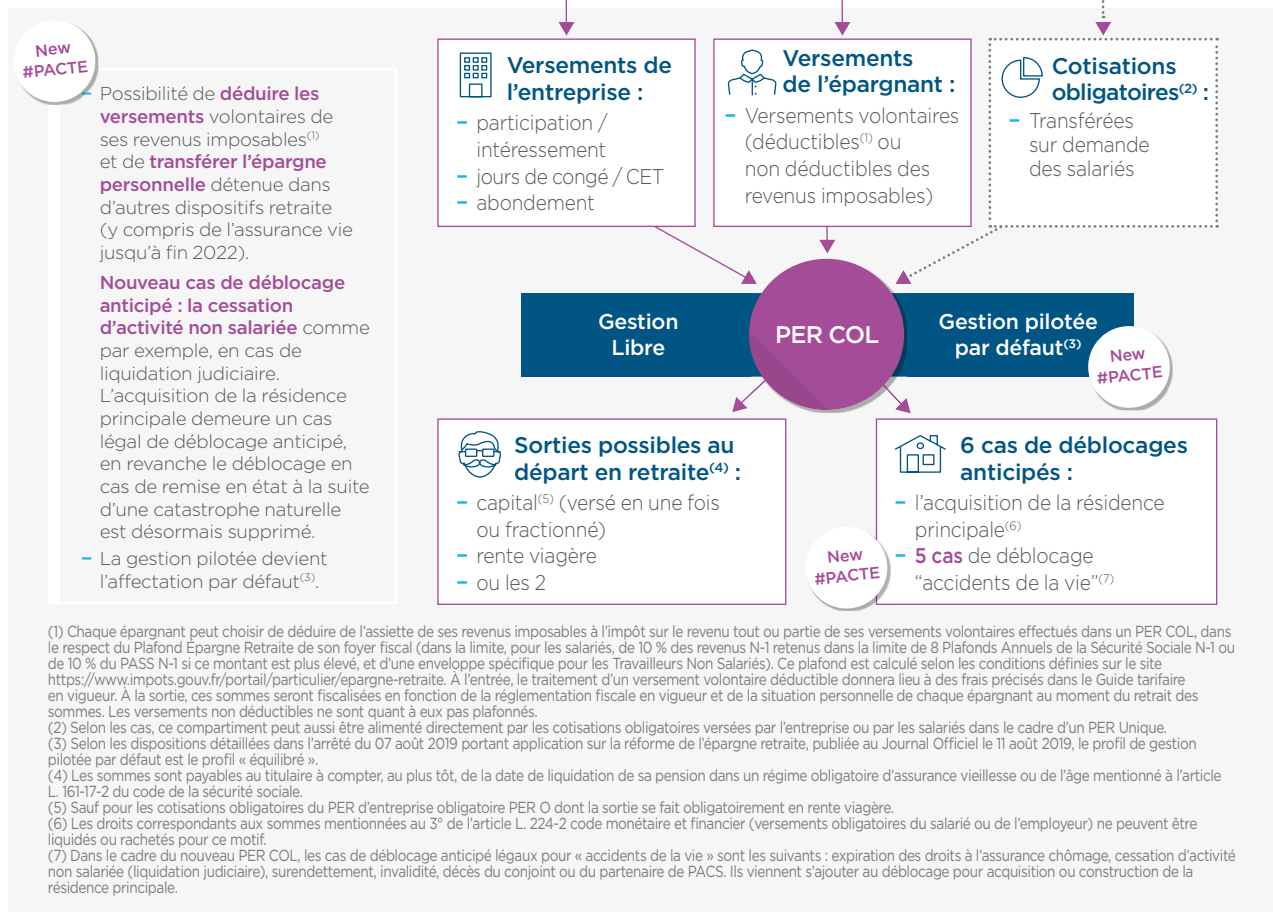 New
#PACTE
– Possibilité de déduire les
versements volontaires de
ses revenus imposables(1)
et de transférer l'épargne
personnelle détenue dans
d'autres dispositifs retraite
(y compris de l'assurance vie
jusqu'à fin 2022).
Nouveau cas de déblocage
anticipé : la cessation
d'activité non salariée comme
par exemple, en cas de
liquidation judiciaire.
L'acquisition de la résidence
principale demeure un cas
légal de déblocage anticipé,
en revanche le déblocage en
cas de remise en état à la suite
d'une catastrophe naturelle
est désormais supprimé.
– La gestion pilotée devient
l'affectation par défaut(3).
Versements de
l'entreprise :
– participation /
intéressement
– jours de congé / CET
– abondement
Versements
de l'épargnant :
– Versements volontaires
(déductibles(1) ou
non déductibles des
revenus imposables)
Cotisations
obligatoires(2) :
– Transférées
sur demande
des salariés
Gestion
Libre
PER COL
Gestion pilotée
par défaut(3)
New
#PACTE
Sorties possibles au
départ en retraite(4) :
– capital(5) (versé en une fois
ou fractionné)
– rente viagère
– ou les 2
6 cas de déblocages
anticipés :
– l'acquisition de la résidence
principale(6)
– 5 cas de déblocage
"accidents de la vie"(7)
New
#PACTE
(1) Chaque épargnant peut choisir de déduire de l'assiette de ses revenus imposables à l'impôt sur le revenu tout ou partie de ses versements volontaires effectués dans un PER COL, dans
le respect du Plafond Épargne Retraite de son foyer fiscal (dans la limite, pour les salariés, de 10 % des revenus N-1 retenus dans la limite de 8 Plafonds Annuels de la Sécurité Sociale N-1 ou
de 10 % du PASS N-1 si ce montant est plus élevé, et d'une enveloppe spécifique pour les Travailleurs Non Salariés). Ce plafond est calculé selon les conditions définies sur le site
https://www.impots.gouv.fr/portail/particulier/epargne-retraite. À l'entrée, le traitement d'un versement volontaire déductible donnera lieu à des frais précisés dans le Guide tarifaire
en vigueur. À la sortie, ces sommes seront fiscalisées en fonction de la réglementation fiscale en vigueur et de la situation personnelle de chaque épargnant au moment du retrait des
sommes. Les versements non déductibles ne sont quant à eux pas plafonnés.
(2) Selon les cas, ce compartiment peut aussi être alimenté directement par les cotisations obligatoires versées par l'entreprise ou par les salariés dans le cadre d'un PER Unique.
(3) Selon les dispositions détaillées dans l'arrêté du 07 août 2019 portant application sur la réforme de l'épargne retraite, publiée au Journal Officiel le 11 août 2019, le profil de gestion
pilotée par défaut est le profil « équilibré ».
(4) Les sommes sont payables au titulaire à compter, au plus tôt, de la date de liquidation de sa pension dans un régime obligatoire d'assurance vieillesse ou de l'âge mentionné à l'article
L. 161-17-2 du code de la sécurité sociale.
(5) Sauf pour les cotisations obligatoires du PER d'entreprise obligatoire PER O dont la sortie se fait obligatoirement en rente viagère.
(6) Les droits correspondants aux sommes mentionnées au 3° de l'article L. 224-2 code monétaire et financier (versements obligatoires du salarié ou de l'employeur) ne peuvent être
liquidés ou rachetés pour ce motif.
(7) Dans le cadre du nouveau PER COL, les cas de déblocage anticipé légaux pour « accidents de la vie » sont les suivants : expiration des droits à l'assurance chômage, cessation d'activité
non salariée (liquidation judiciaire), surendettement, invalidité, décès du conjoint ou du partenaire de PACS. Ils viennent s'ajouter au déblocage pour acquisition ou construction de la
résidence principale.